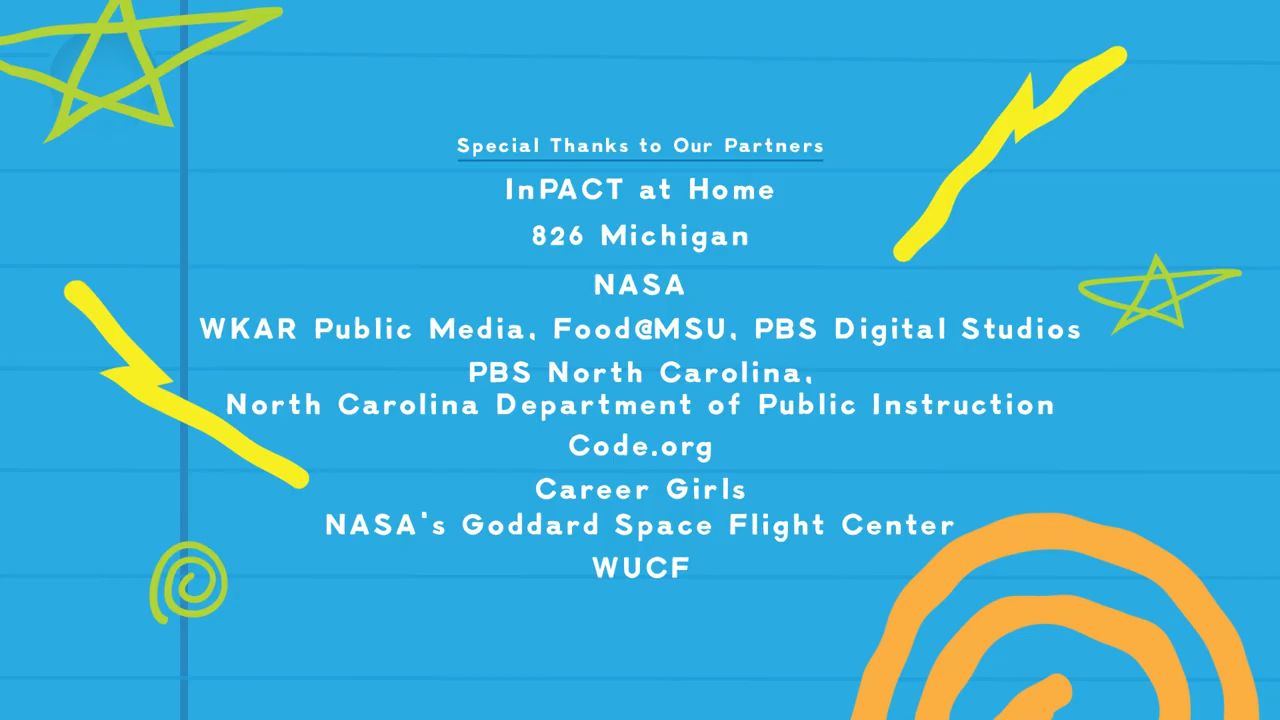 Special Thanks to Our Partners
InPACT at Home
826 Michigan
NASA
WKAR Public Media, Food@MSU, PBS Digital Studios
PBS North Carolina,
North Carolina Department of Public Instruction
Code.org
Career Girls
NASA's Goddard Space Flight Center
WUCF